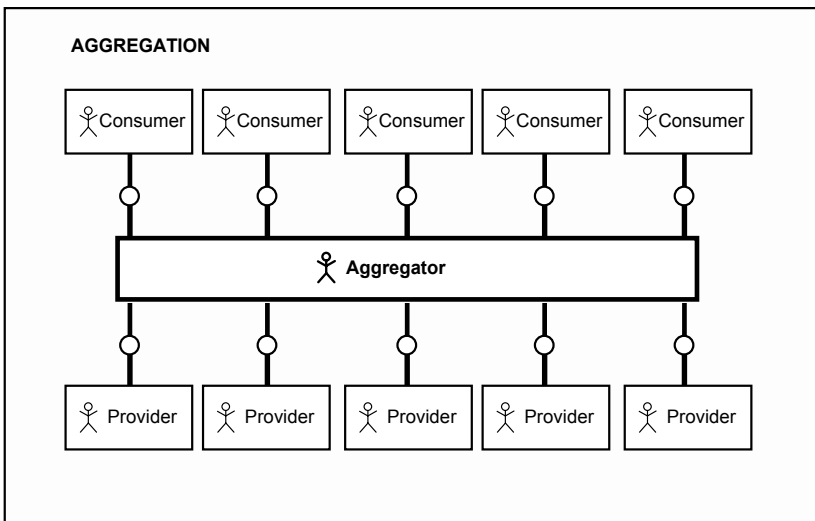 AGGREGATION
Consumer Consumer Consumer Consumer Consumer
Aggregator
Provider Provider Provider Provider Provider